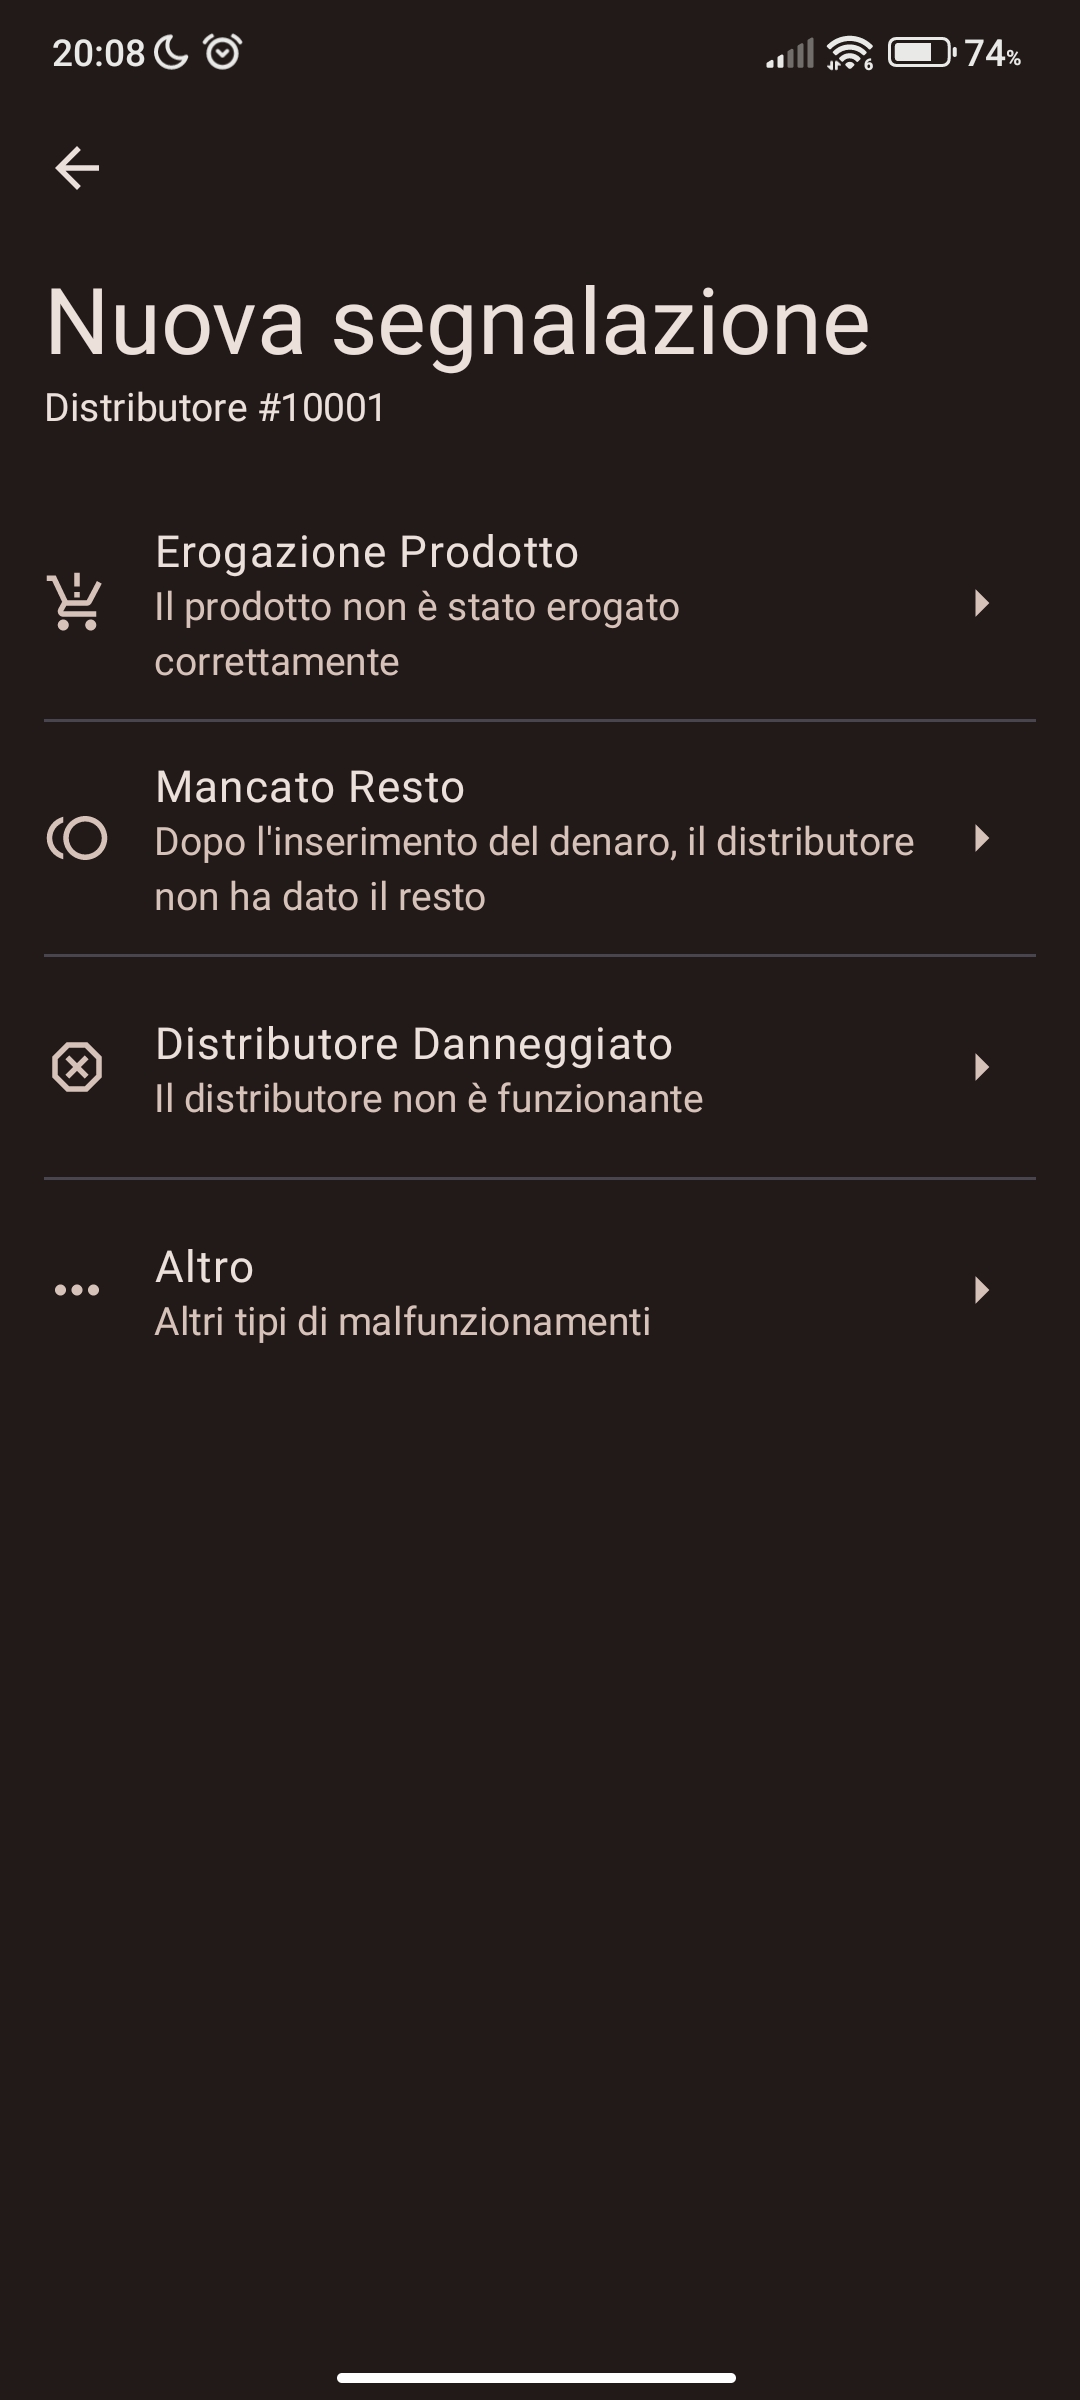 20:08
6
74%
Nuova segnalazione
Distributore #10001
Erogazione Prodotto
Il prodotto non è stato erogato
correttamente
Mancato Resto
Dopo l'inserimento del denaro, il distributore
non ha dato il resto
Distributore Danneggiato
Il distributore non è funzionante
Altro
Altri tipi di malfunzionamenti